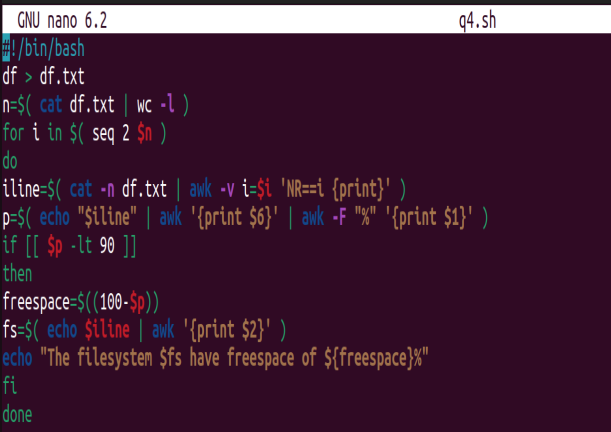 GNU nano 6.2 q4.sh
#!/bin/bash
df > df.txt
n=$( cat df.txt | wc -l )
for i in $( seq 2 $n )
do
iline=$( cat -n df.txt | awk -v i=$i 'NR==i {print}' )
p=$( echo "$iline" | awk '{print $6}' | awk -F "%" '{print $1}' )
if [[ $p -lt 90 ]]
then
freespace=$((100-$p))
fs=$( echo $iline | awk '{print $2}' )
echo "The filesystem $fs have freespace of ${freespace}%"
fi
done